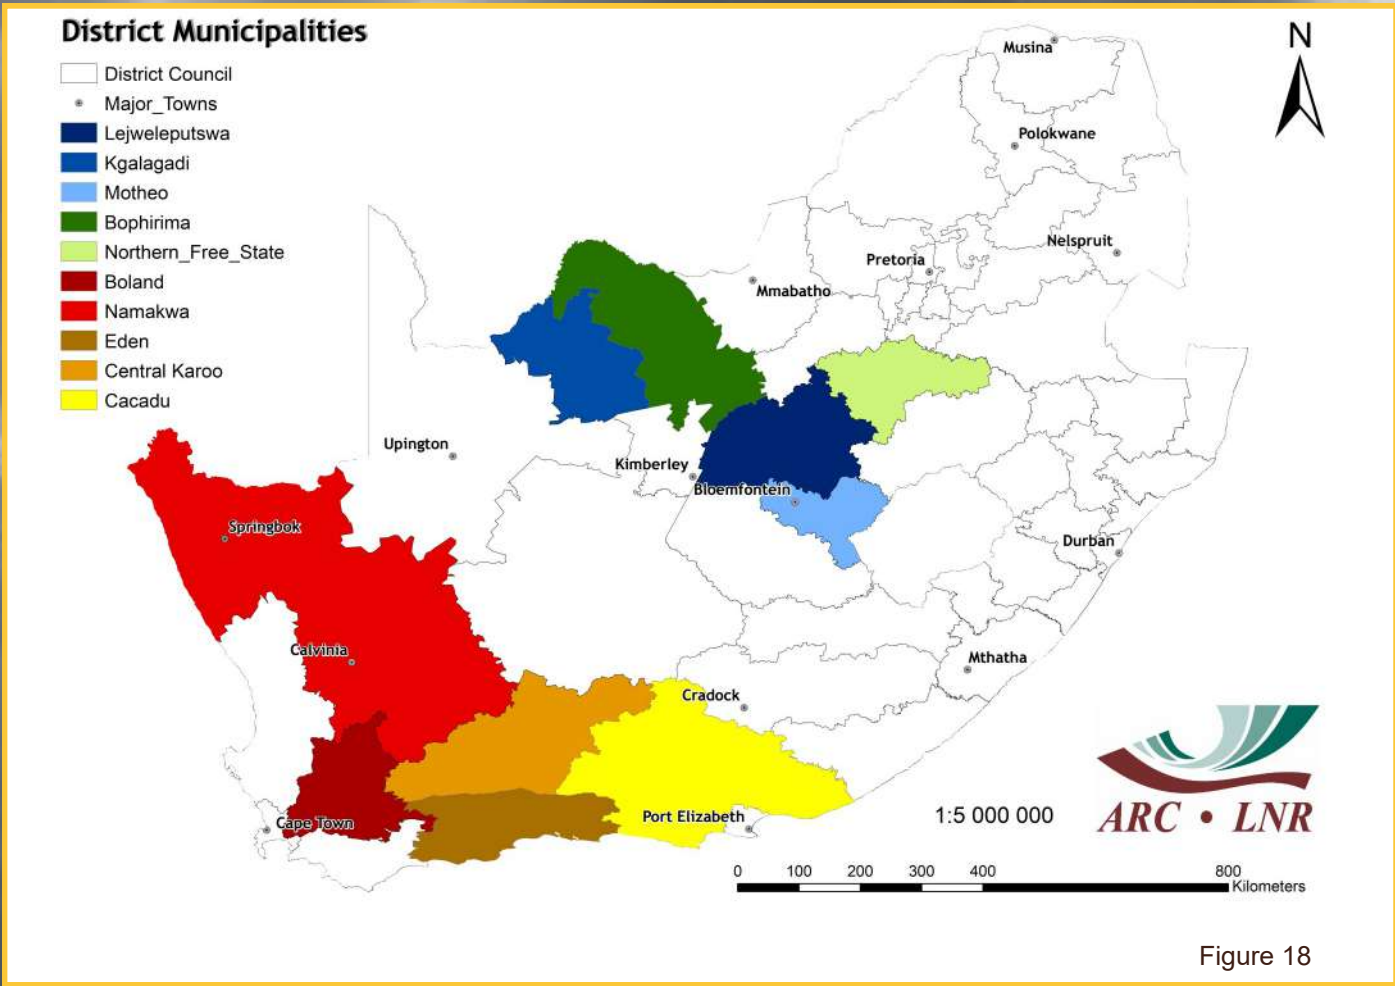 District Municipalities
District Council
Major_Towns
Lejweleputswa
Kgalagadi
Motheo
Bophirima
Northern_Free_State
Boland
Namakwa
Eden
Central Karoo
Cacadu
N
Musina
Polokwane
Nelspruit
Pretoria
Mmabatho
Upington
Kimberley
Bloemfontein
Springbok
Durban
Calvinia
Mthatha
Cradock
Port Elizabeth
Cape Town
1:5 000 000
ARC • LNR
0 100 200 300 400 800
Kilometers
Figure 18